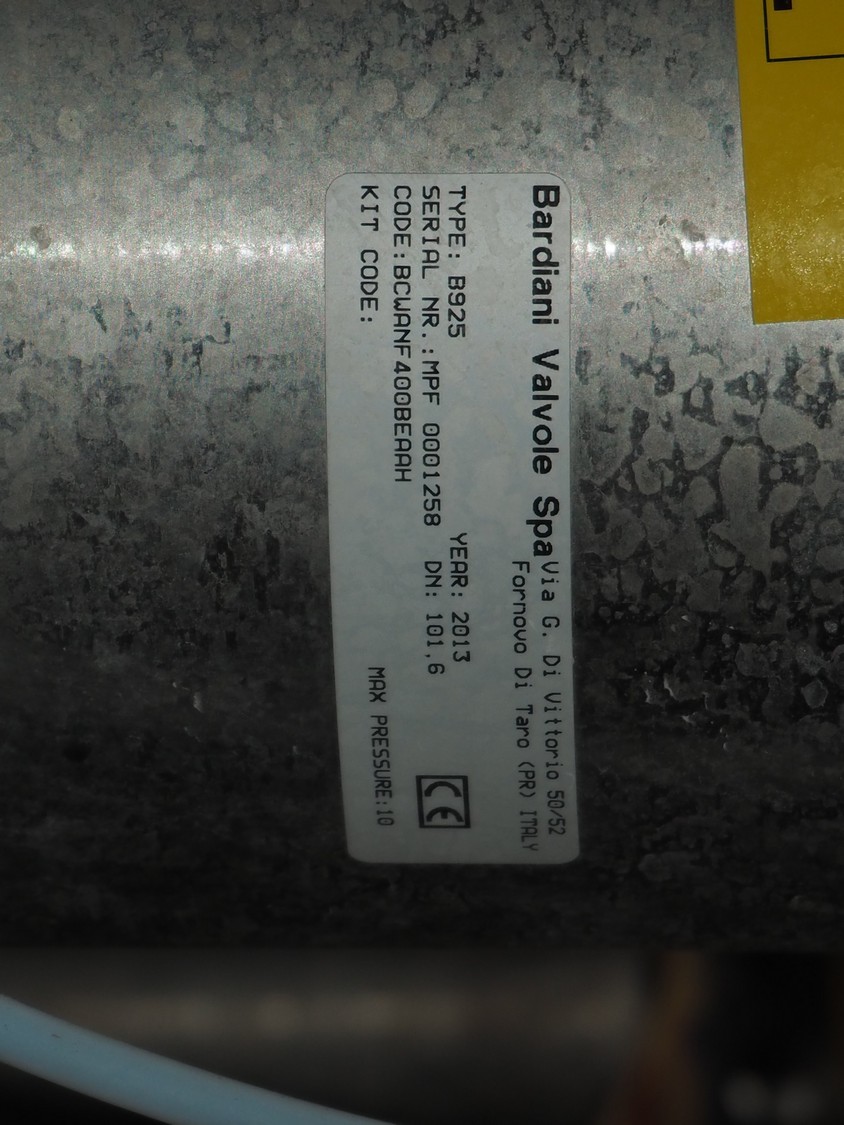 Bardiani Valvole Spa Via G. Di Vittorio 50/52
Fornovo Di Taro (PR) ITALY
TYPE: B925 YEAR: 2013
SERIAL NR.:MPF 0001258 DN: 101,6
CODE:BCWANF400BEAAH
KIT CODE: MAX PRESSURE:10
CE